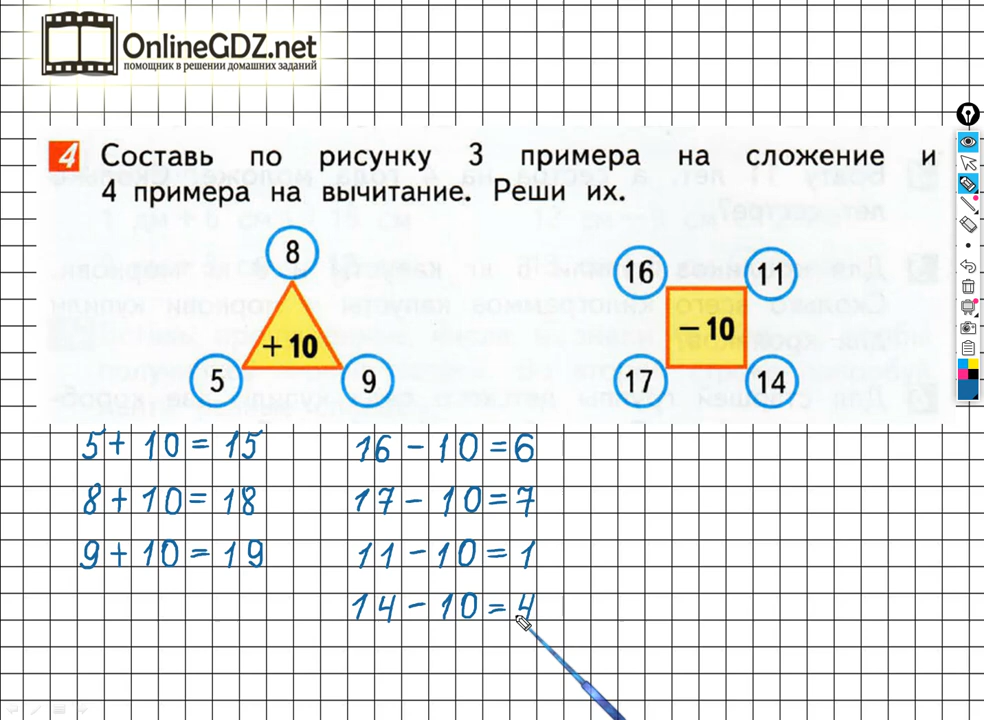 OnlineGDZ.net
помощник в решении домашних заданий
4 Составь по рисунку 3 примера на сложение и
4 примера на вычитание. Реши их.
8
+ 10
5
9
16
11
− 10
17
14
5 + 10 = 15
8 + 10 = 18
9 + 10 = 19
16 − 10 = 6
17 − 10 = 7
11 − 10 = 1
14 − 10 = 4